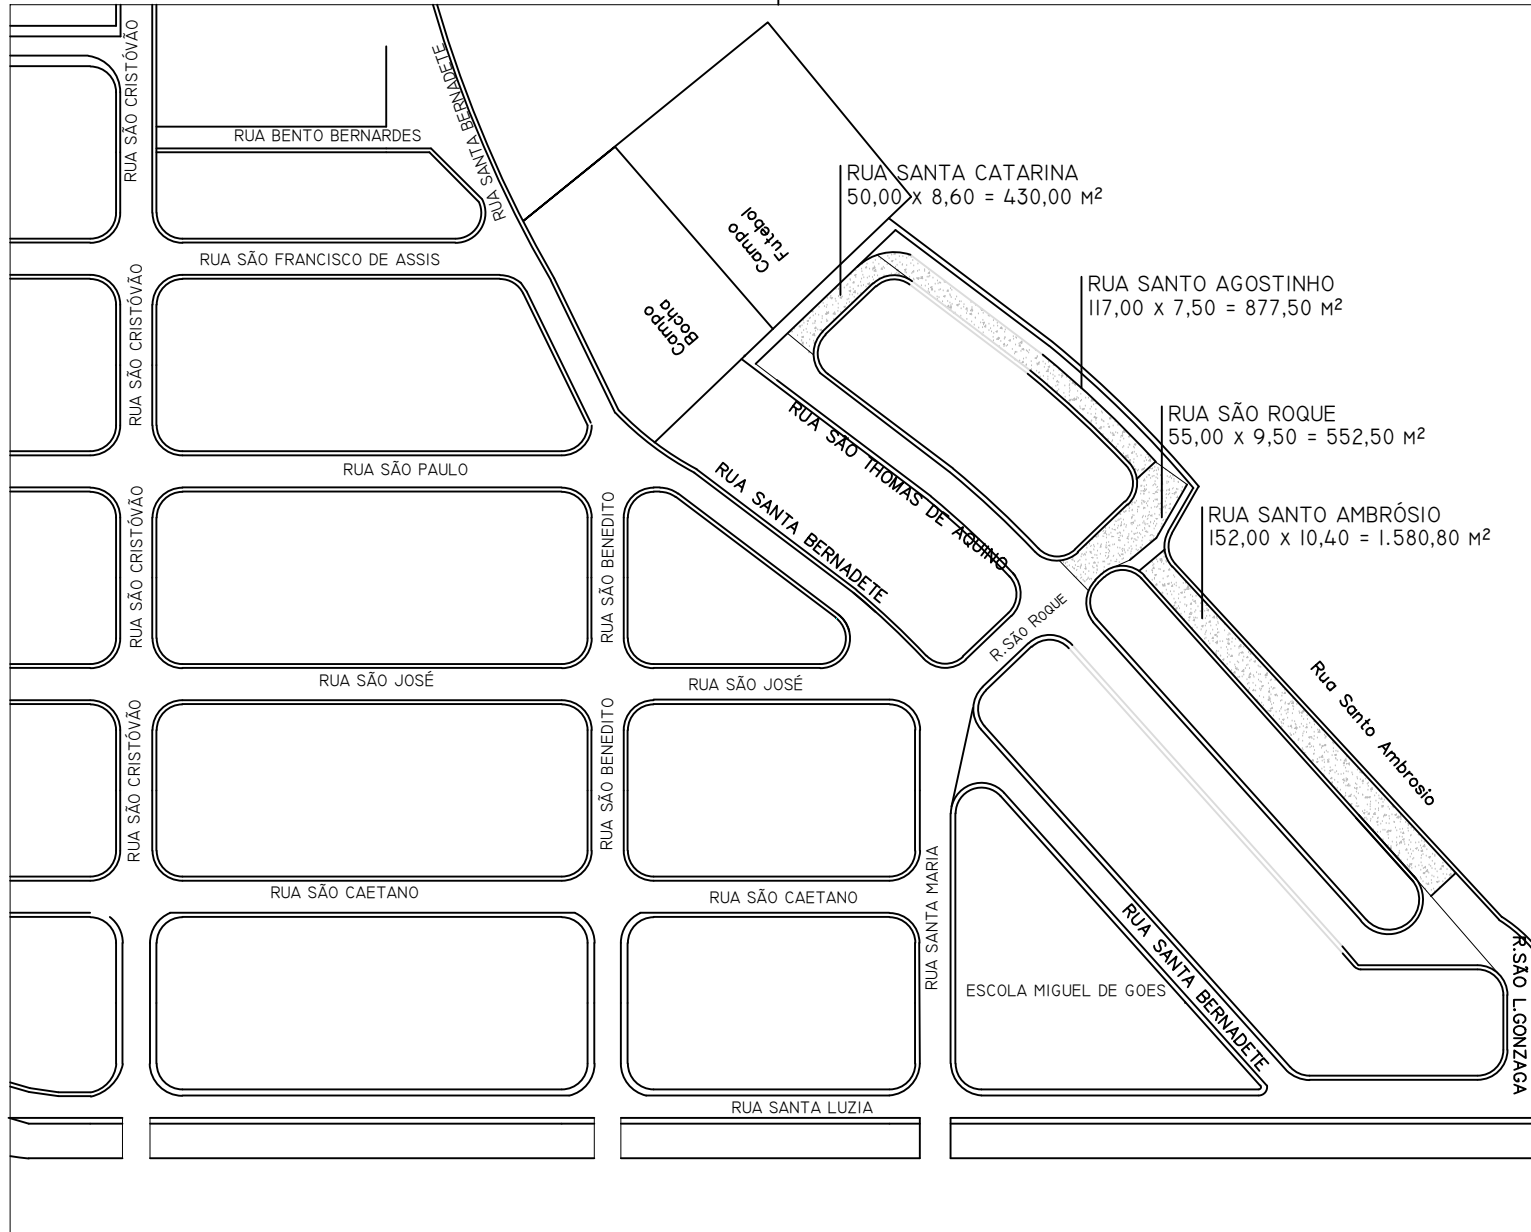 RUA SÃO CRISTÓVÃO
RUA BENTO BERNARDES
RUA SANTA BERNADETE
RUA SANTA BERNADETE
RUA SANTA CATARINA
50,00 X 8,60 = 430,00 M²
Campo
Futebol
RUA SÃO FRANCISCO DE ASSIS
RUA SÃO CRISTÓVÃO
Campo
Bocha
RUA SANTO AGOSTINHO
117,00 X 7,50 = 877,50 M²
RUA SÃO ROQUE
55,00 X 9,50 = 552,50 M²
RUA SÃO THOMAS DE AQUINO
RUA SÃO PAULO
RUA SANTA BERNADETE
RUA SANTO AMBRÓSIO
152,00 X 10,40 = 1.580,80 M²
RUA SÃO CRISTÓVÃO
RUA SÃO BENEDITO
R.SÃO ROQUE
RUA SÃO JOSÉ
RUA SÃO JOSÉ
Rua Santo Ambrosio
RUA SÃO CRISTÓVÃO
RUA SÃO BENEDITO
RUA SÃO CAETANO
RUA SÃO CAETANO
RUA SANTA MARIA
RUA SANTA BERNADETE
ESCOLA MIGUEL DE GOES
R.SÃO L.GONZAGA
RUA SANTA LUZIA